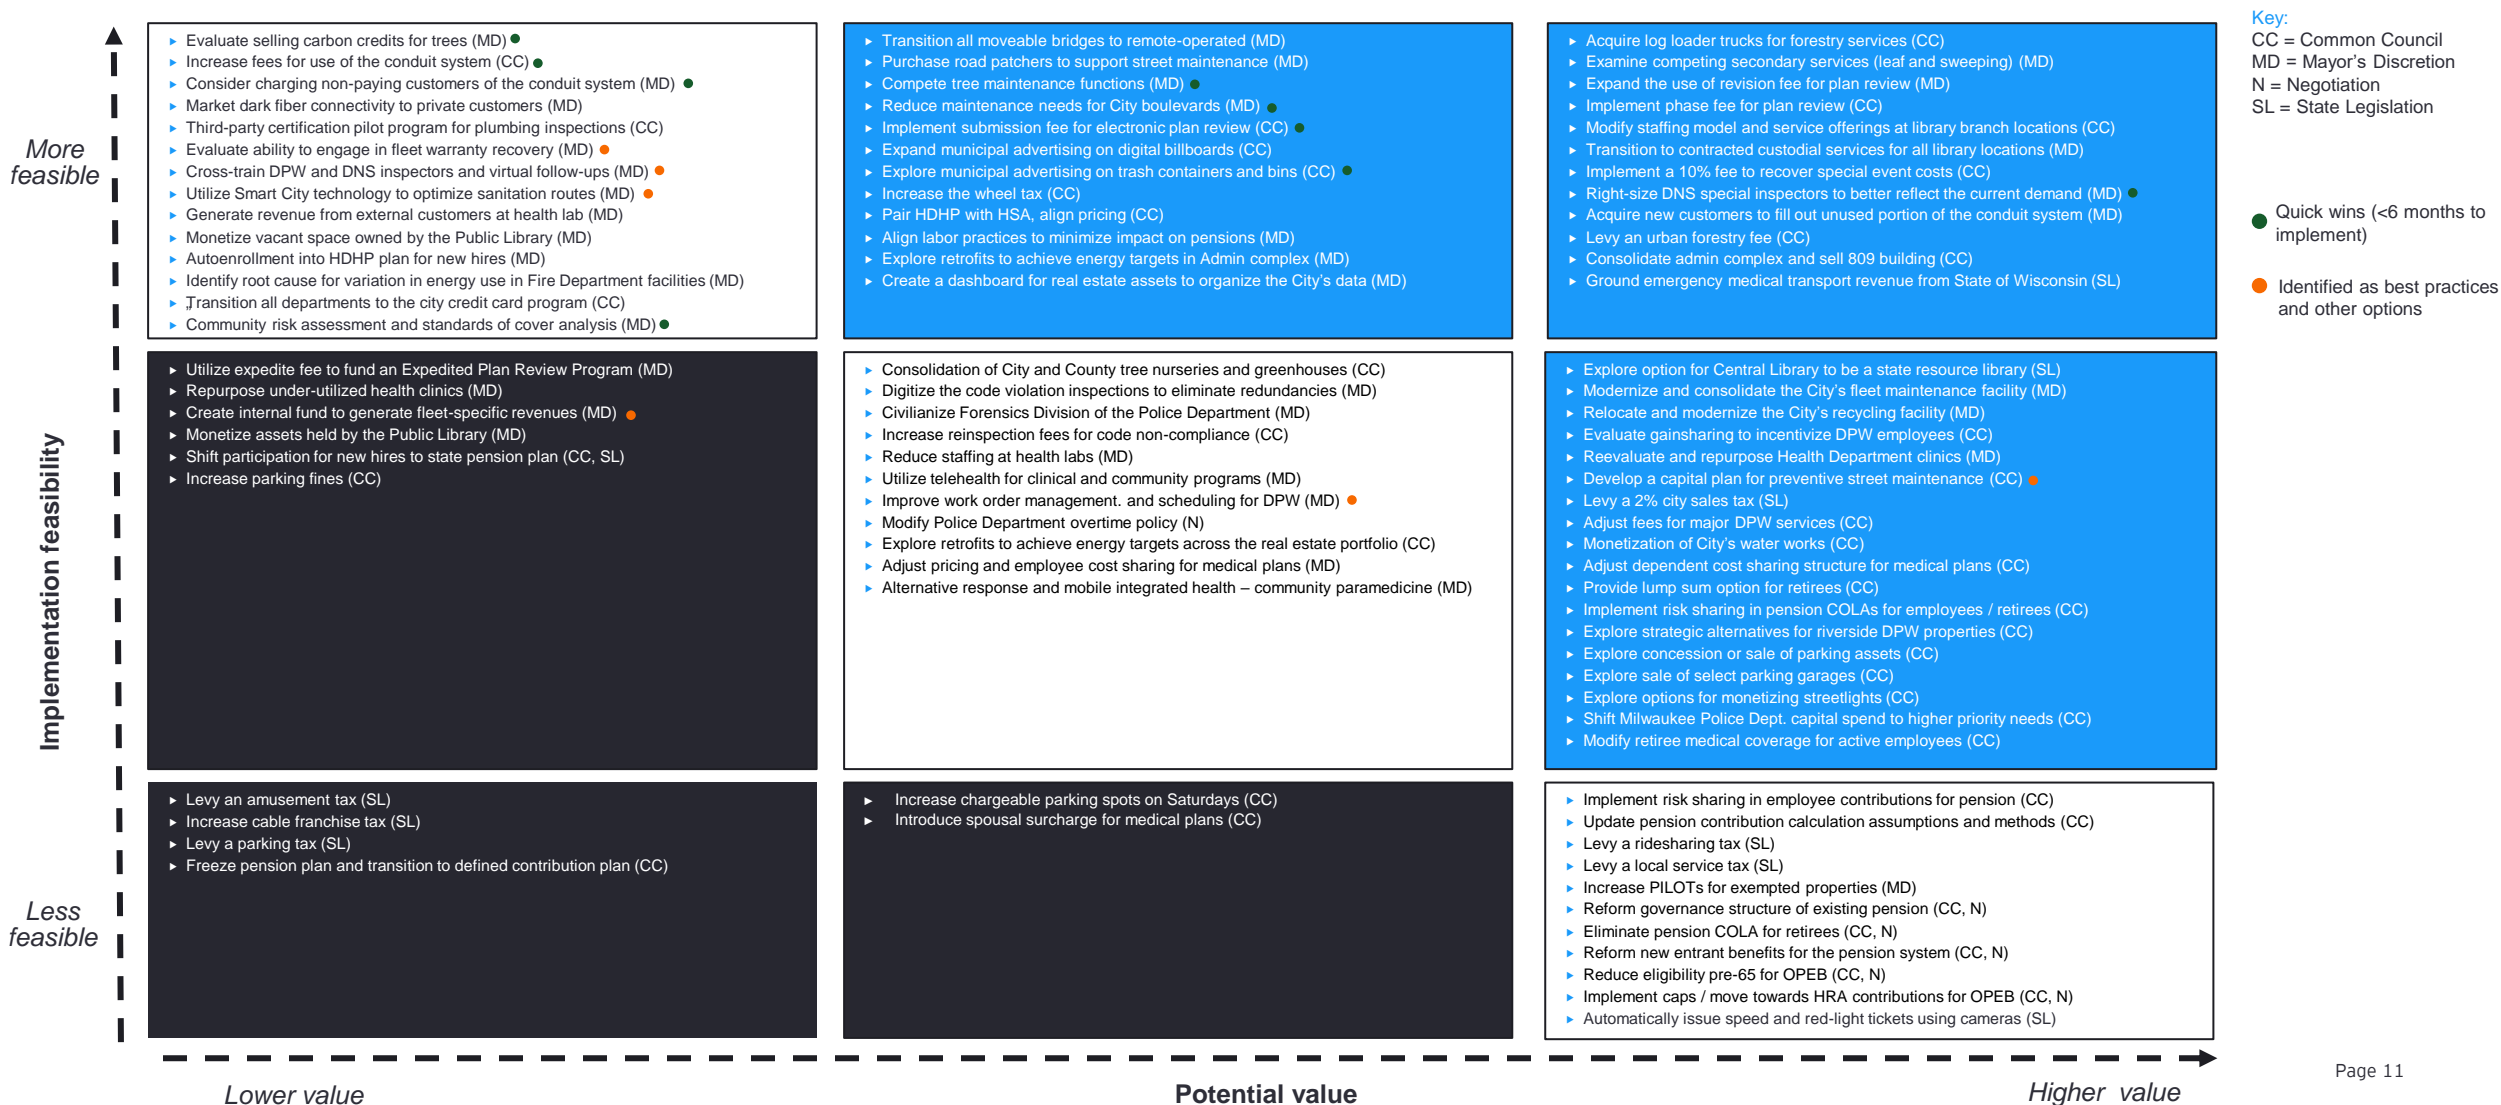 Key:
CC = Common Council
MD = Mayor's Discretion
N = Negotiation
SL = State Legislation
Quick wins (<6 months to
implement)
Identified as best practices
and other options
Implementation feasibility
More
feasible
Less
feasible
► Evaluate selling carbon credits for trees (MD)
► Increase fees for use of the conduit system (CC)
► Consider charging non-paying customers of the conduit system (MD)
► Market dark fiber connectivity to private customers (MD)
► Third-party certification pilot program for plumbing inspections (CC)
► Evaluate ability to engage in fleet warranty recovery (MD)
► Cross-train DPW and DNS inspectors and virtual follow-ups (MD)
► Utilize Smart City technology to optimize sanitation routes (MD)
► Generate revenue from external customers at health lab (MD)
► Monetize vacant space owned by the Public Library (MD)
► Autoenrollment into HDHP plan for new hires (MD)
► Identify root cause for variation in energy use in Fire Department facilities (MD)
► Transition all departments to the city credit card program (CC)
► Community risk assessment and standards of cover analysis (MD)
► Transition all moveable bridges to remote-operated (MD)
► Purchase road patchers to support street maintenance (MD)
► Compete tree maintenance functions (MD)
► Reduce maintenance needs for City boulevards (MD)
► Implement submission fee for electronic plan review (CC)
► Expand municipal advertising on digital billboards (CC)
► Explore municipal advertising on trash containers and bins (CC)
► Increase the wheel tax (CC)
► Pair HDHP with HSA, align pricing (CC)
► Align labor practices to minimize impact on pensions (MD)
► Explore retrofits to achieve energy targets in Admin complex (MD)
► Create a dashboard for real estate assets to organize the City's data (MD)
► Acquire log loader trucks for forestry services (CC)
► Examine competing secondary services (leaf and sweeping) (MD)
► Expand the use of revision fee for plan review (MD)
► Implement phase fee for plan review (CC)
► Modify staffing model and service offerings at library branch locations (CC)
► Transition to contracted custodial services for all library locations (MD)
► Implement a 10% fee to recover special event costs (CC)
► Right-size DNS special inspectors to better reflect the current demand (MD)
► Acquire new customers to fill out unused portion of the conduit system (MD)
► Levy an urban forestry fee (CC)
► Consolidate admin complex and sell 809 building (CC)
► Ground emergency medical transport revenue from State of Wisconsin (SL)
► Utilize expedite fee to fund an Expedited Plan Review Program (MD)
► Repurpose under-utilized health clinics (MD)
► Create internal fund to generate fleet-specific revenues (MD)
► Monetize assets held by the Public Library (MD)
► Shift participation for new hires to state pension plan (CC, SL)
► Increase parking fines (CC)
► Consolidation of City and County tree nurseries and greenhouses (CC)
► Digitize the code violation inspections to eliminate redundancies (MD)
► Civilianize Forensics Division of the Police Department (MD)
► Increase reinspection fees for code non-compliance (CC)
► Reduce staffing at health labs (MD)
► Utilize telehealth for clinical and community programs (MD)
► Improve work order management. and scheduling for DPW (MD)
► Modify Police Department overtime policy (N)
► Explore retrofits to achieve energy targets across the real estate portfolio (CC)
► Adjust pricing and employee cost sharing for medical plans (MD)
► Alternative response and mobile integrated health – community paramedicine (MD)
► Explore option for Central Library to be a state resource library (SL)
► Modernize and consolidate the City's fleet maintenance facility (MD)
► Relocate and modernize the City's recycling facility (MD)
► Evaluate gainsharing to incentivize DPW employees (CC)
► Reevaluate and repurpose Health Department clinics (MD)
► Develop a capital plan for preventive street maintenance (CC)
► Levy a 2% city sales tax (SL)
► Adjust fees for major DPW services (CC)
► Monetization of City's water works (CC)
► Adjust dependent cost sharing structure for medical plans (CC)
► Provide lump sum option for retirees (CC)
► Implement risk sharing in pension COLAs for employees / retirees (CC)
► Explore strategic alternatives for riverside DPW properties (CC)
► Explore concession or sale of parking assets (CC)
► Explore sale of select parking garages (CC)
► Explore options for monetizing streetlights (CC)
► Shift Milwaukee Police Dept. capital spend to higher priority needs (CC)
► Modify retiree medical coverage for active employees (CC)
► Levy an amusement tax (SL)
► Increase cable franchise tax (SL)
► Levy a parking tax (SL)
► Freeze pension plan and transition to defined contribution plan (CC)
► Increase chargeable parking spots on Saturdays (CC)
► Introduce spousal surcharge for medical plans (CC)
► Implement risk sharing in employee contributions for pension (CC)
► Update pension contribution calculation assumptions and methods (CC)
► Levy a ridesharing tax (SL)
► Levy a local service tax (SL)
► Increase PILOTs for exempted properties (MD)
► Reform governance structure of existing pension (CC, N)
► Eliminate pension COLA for retirees (CC, N)
► Reform new entrant benefits for the pension system (CC, N)
► Reduce eligibility pre-65 for OPEB (CC, N)
► Implement caps / move towards HRA contributions for OPEB (CC, N)
► Automatically issue speed and red-light tickets using cameras (SL)
Lower value
Potential value
Higher value
Page 11